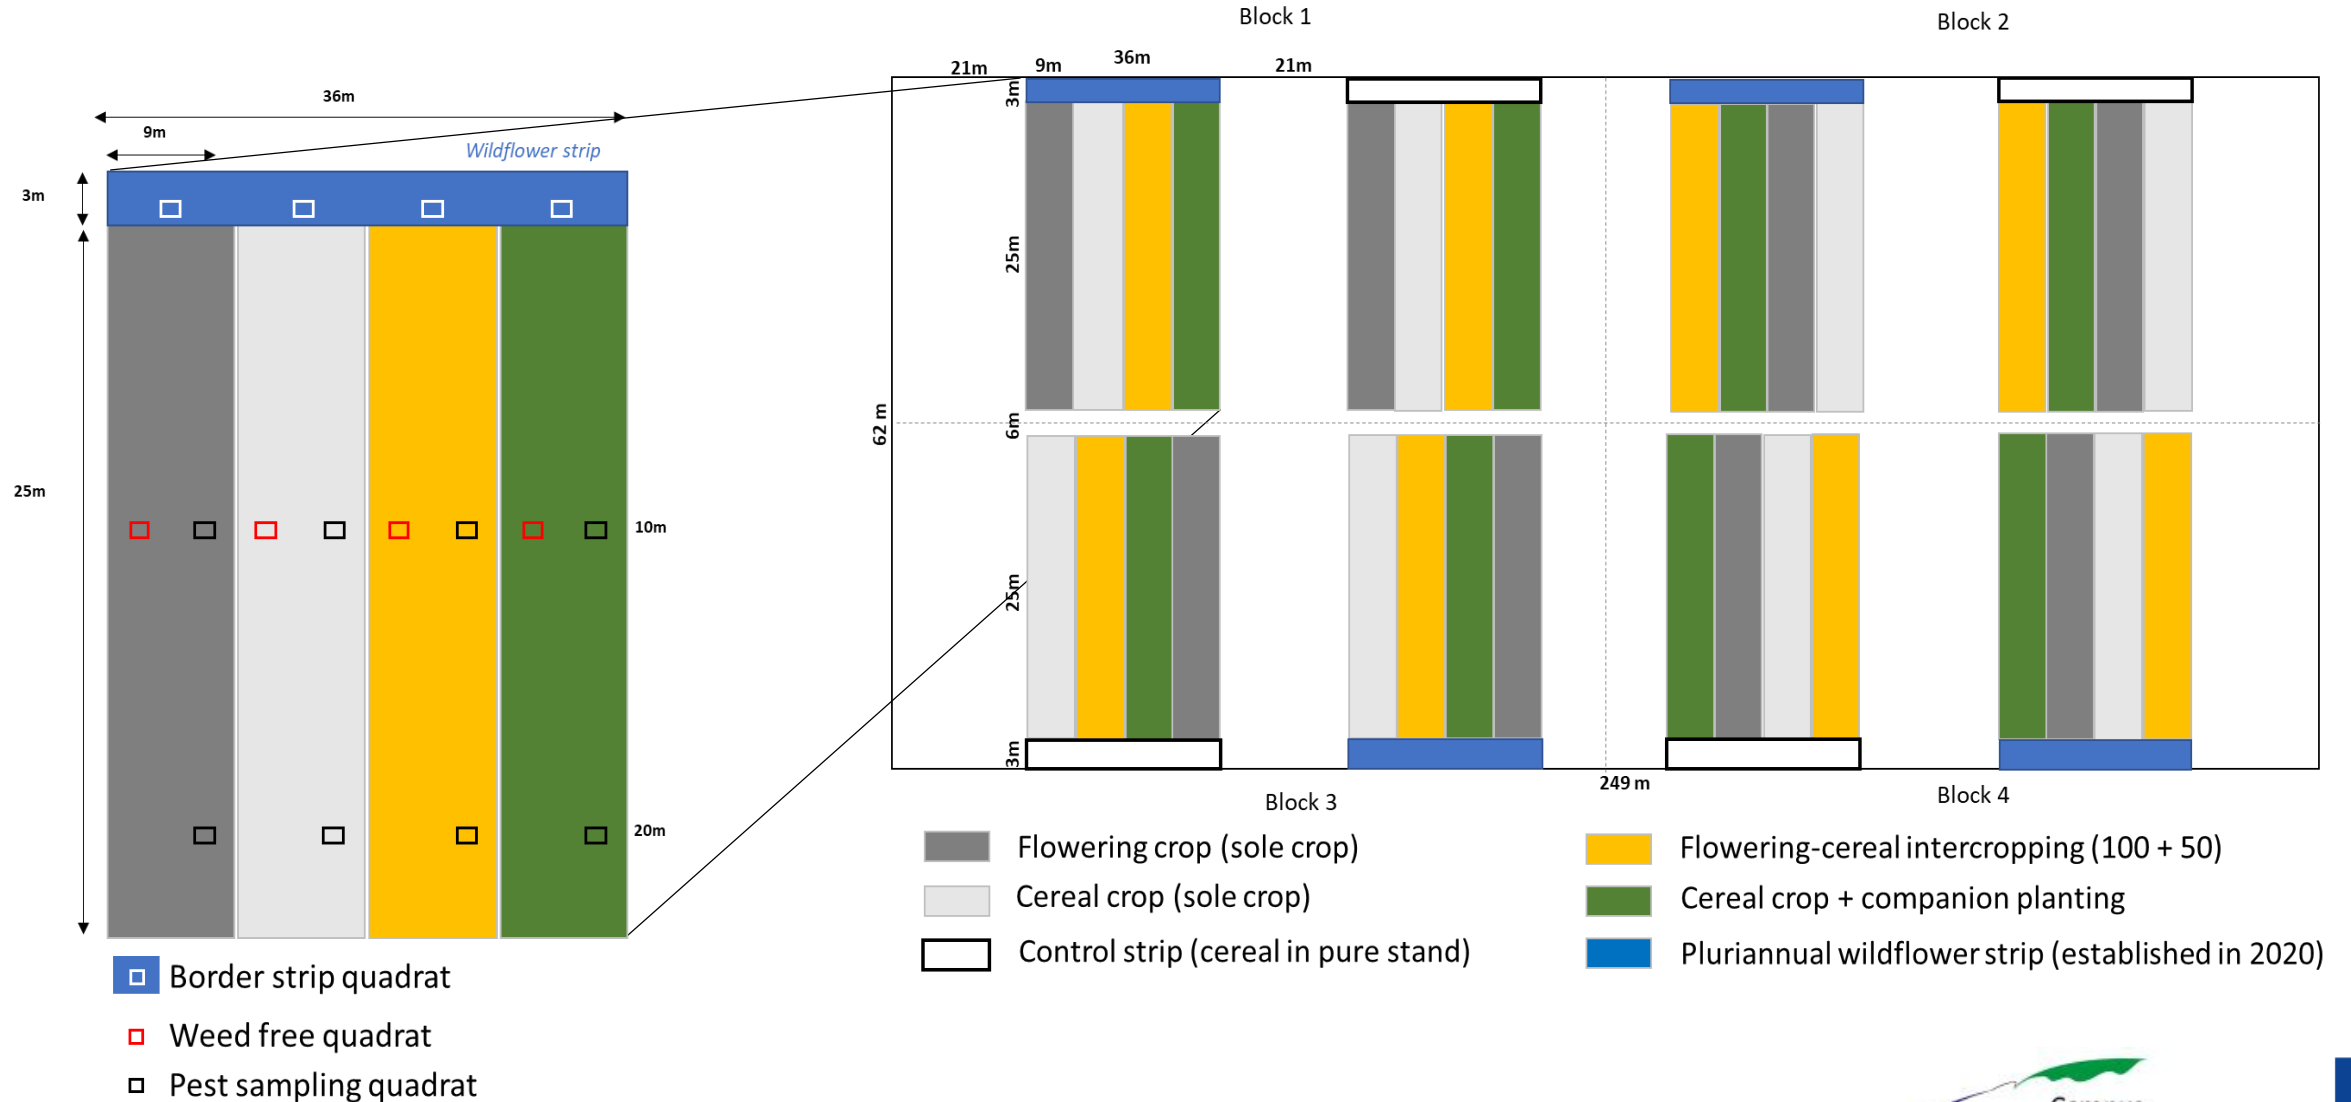 Block 1
Block 2
36m
9m
Wildflower strip
3m
25m
10m
20m
21m
9m
36m
21m
3m
25m
62 m
6m
25m
3m
249 m
Block 3
Block 4
Border strip quadrat
Weed free quadrat
Pest sampling quadrat
Flowering crop (sole crop)
Cereal crop (sole crop)
Control strip (cereal in pure stand)
Flowering-cereal intercropping (100 + 50)
Cereal crop + companion planting
Pluriannual wildflower strip (established in 2020)